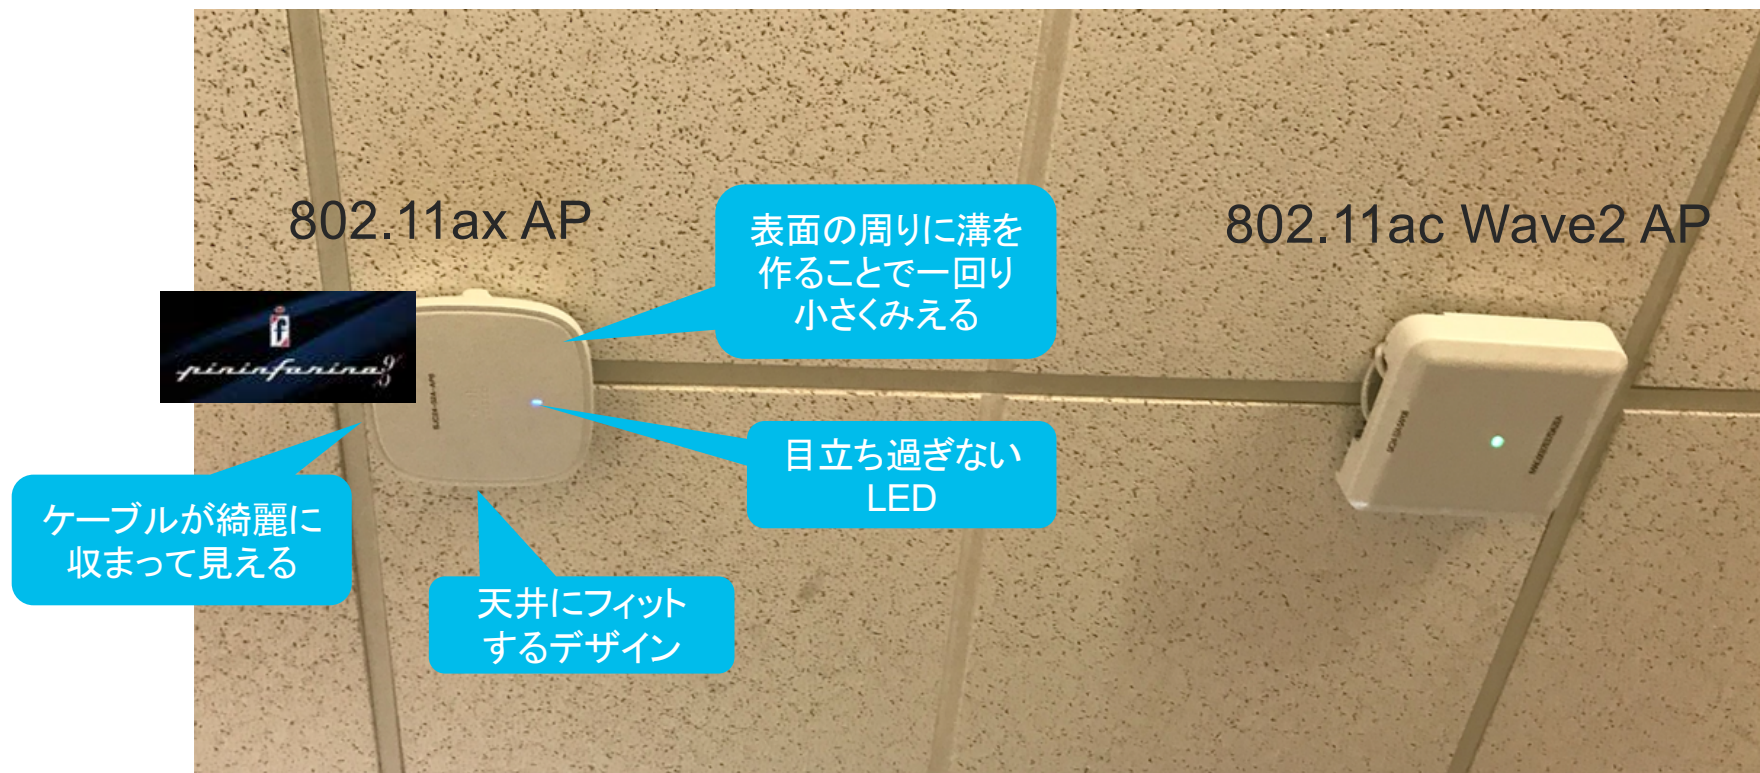 802.11ax AP
表面の周りに溝を
作ることで一回り
小さくみえる
802.11ac Wave2 AP
f
pininfarina
目立ち過ぎない
LED
ケーブルが綺麗に
収まって見える
天井にフィット
するデザイン